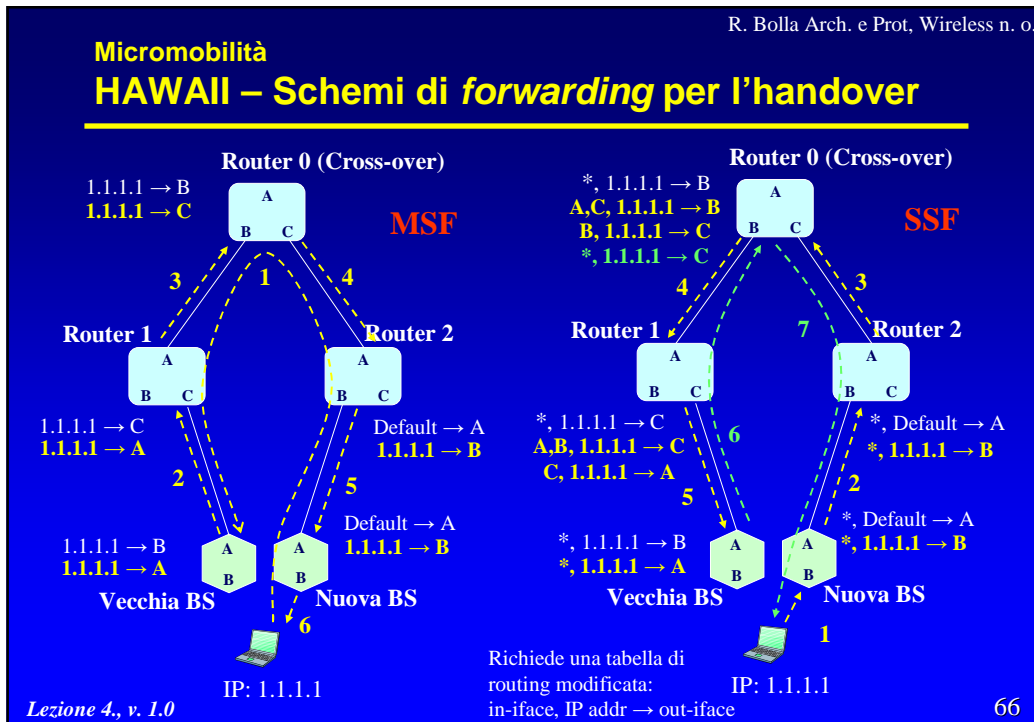 R. Bolla Arch. e Prot, Wireless n. o.
Micromobilità
HAWAII – Schemi di forwarding per l'handover
Router 0 (Cross-over)
1.1.1.1 → B
1.1.1.1 → C
MSF
A
B C
3
1
4
Router 1
Router 2
A
B C
A
B C
1.1.1.1 → C
1.1.1.1 → A
Default → A
1.1.1.1 → B
2
5
1.1.1.1 → B
1.1.1.1 → A
Default → A
1.1.1.1 → B
A
B
A
B
Vecchia BS
Nuova BS
6
IP: 1.1.1.1
Router 0 (Cross-over)
*, 1.1.1.1 → B
A,C, 1.1.1.1 → B
B, 1.1.1.1 → C
*, 1.1.1.1 → C
SSF
A
B C
4
3
Router 1
7
Router 2
A
B C
A
B C
*, 1.1.1.1 → C
A,B, 1.1.1.1 → C
C, 1.1.1.1 → A
*, Default → A
*, 1.1.1.1 → B
6
5
2
*, 1.1.1.1 → B
*, 1.1.1.1 → A
*, Default → A
*, 1.1.1.1 → B
A
B
A
B
Vecchia BS
Nuova BS
1
IP: 1.1.1.1
Richiede una tabella di
routing modificata:
in-iface, IP addr → out-iface
Lezione 4., v. 1.0
66